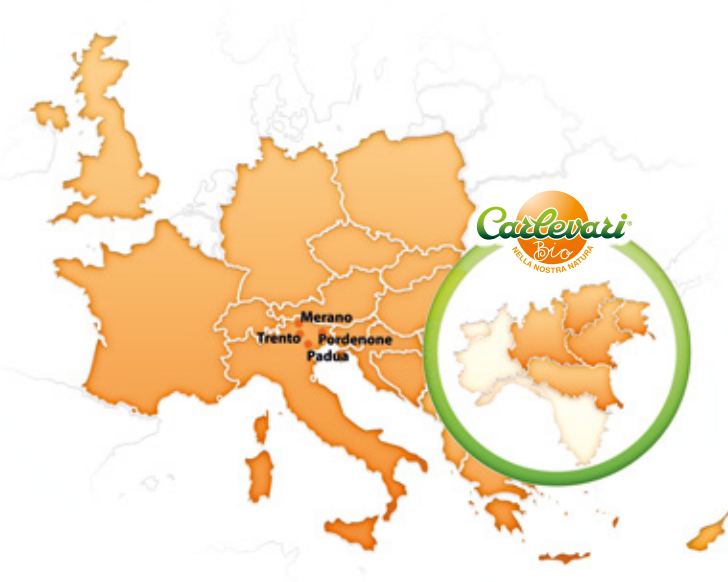 Carlevari®
Bio
NELLA NOSTRA NATURA
Merano
Trento
Pordenone
Padua